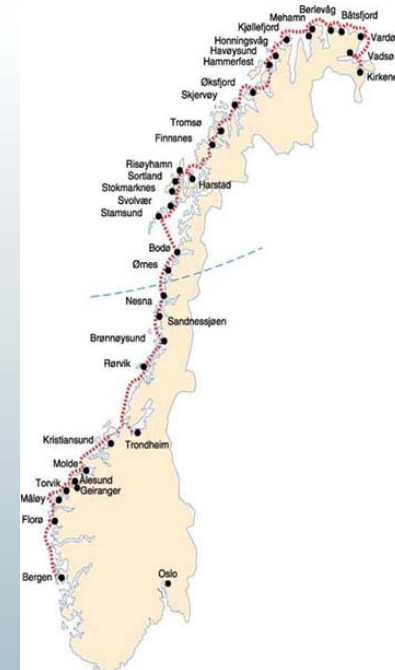 Berlevåg
Mehamn
Båtsfjord
Kjøllefjord
Vardø
Honningsvåg
Havøysund
Vadsø
Hammerfest
Kirkene
Øksfjord
Skjervøy
Tromsø
Finnsnes
Risøyhamn
Sortland
Harstad
Stokmarknes
Svolvær
Stamsund
Bodø
Ørnes
Nesna
Sandnessjøen
Brønnøysund
Rørvik
Kristiansund
Trondheim
Molde
Ålesund
Torvik
Geiranger
Måløy
Florø
Bergen
Oslo